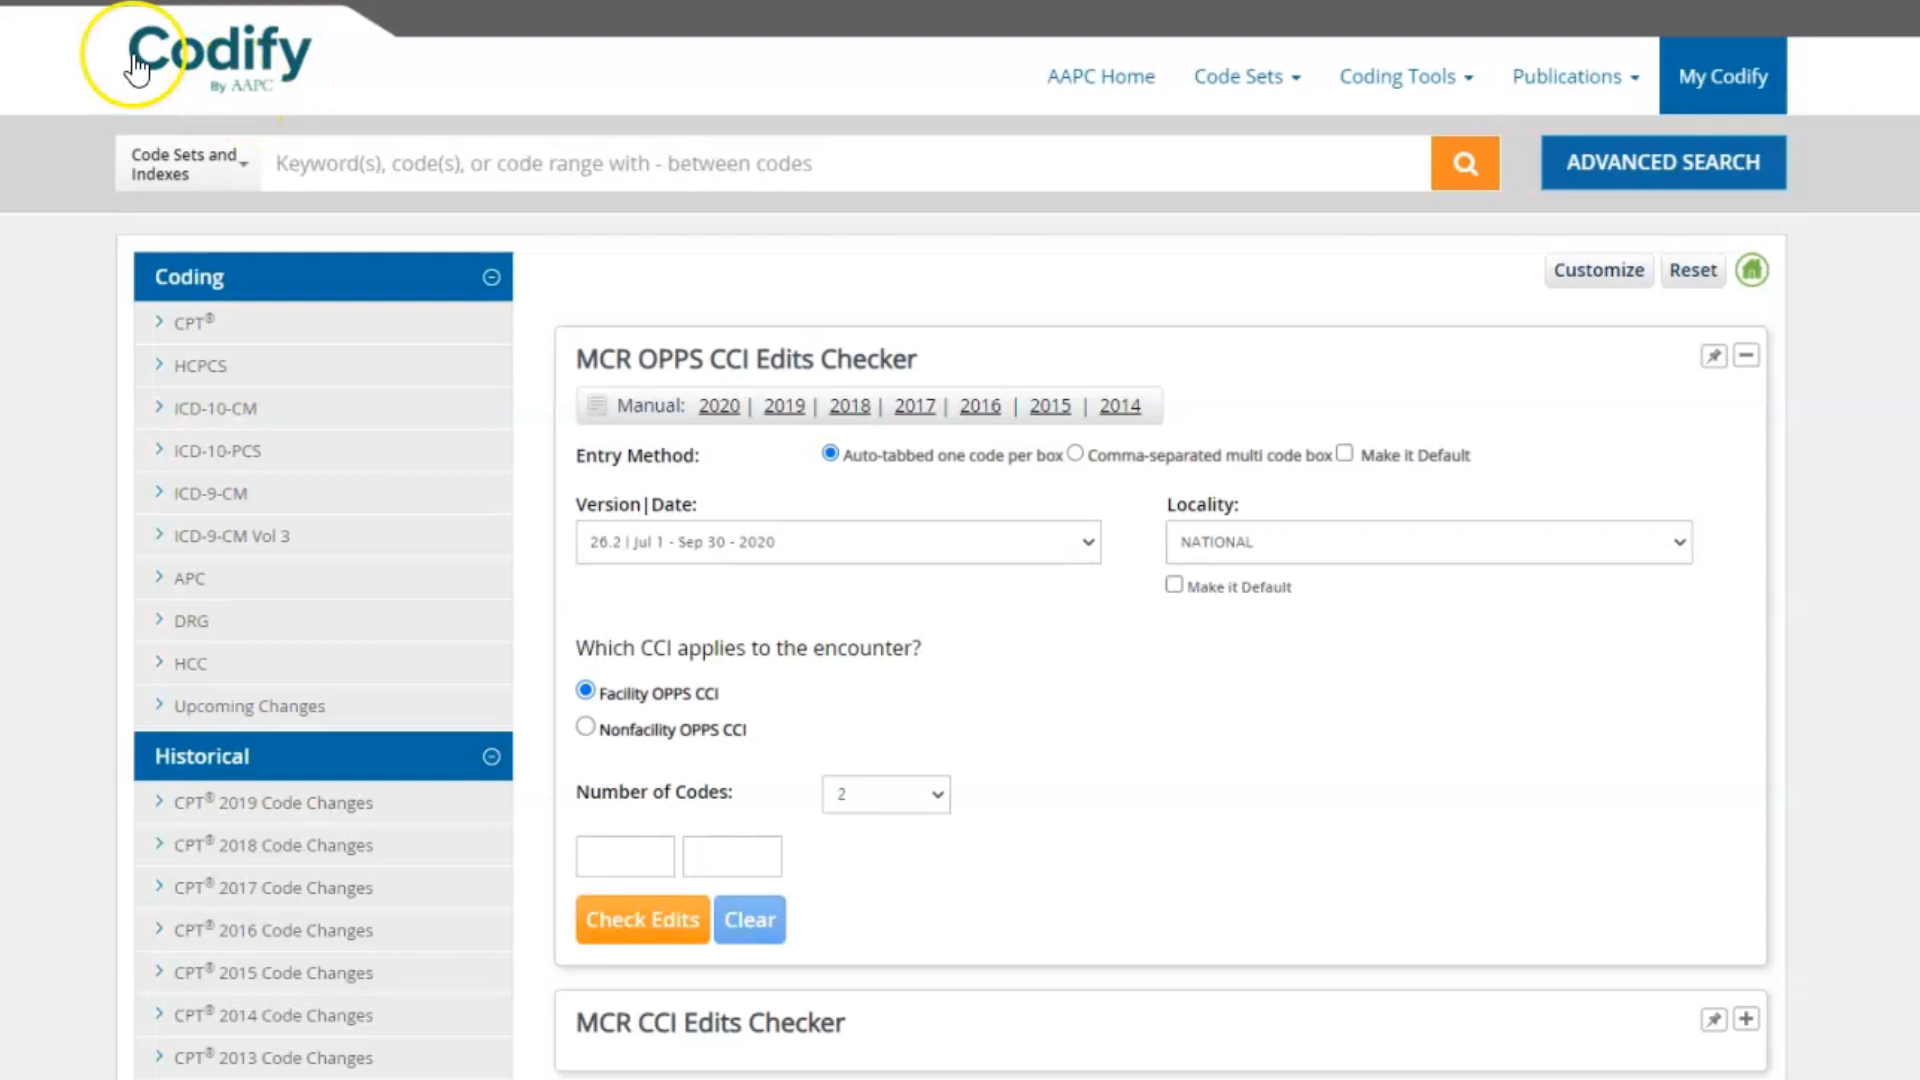 Codify
By AAPC
AAPC Home
Code Sets
Coding Tools
Publications
My Codify
Code Sets and
Indexes
Keyword(s), code(s), or code range with - between codes
ADVANCED SEARCH
Coding
CPT®
HCPCS
ICD-10-CM
ICD-10-PCS
ICD-9-CM
ICD-9-CM Vol 3
APC
DRG
HCC
Upcoming Changes
Historical
CPT® 2019 Code Changes
CPT® 2018 Code Changes
CPT® 2017 Code Changes
CPT® 2016 Code Changes
CPT® 2015 Code Changes
CPT® 2014 Code Changes
CPT® 2013 Code Changes
Customize
Reset
MCR OPPS CCI Edits Checker
Manual: 2020 | 2019 | 2018 | 2017 | 2016 | 2015 | 2014
Entry Method: Auto-tabbed one code per box Comma-separated multi code box Make it Default
Version|Date:
26.2 | Jul 1 - Sep 30 - 2020
Locality:
NATIONAL
Make it Default
Which CCI applies to the encounter?
Facility OPPS CCI
Nonfacility OPPS CCI
Number of Codes: 2
Check Edits
Clear
MCR CCI Edits Checker